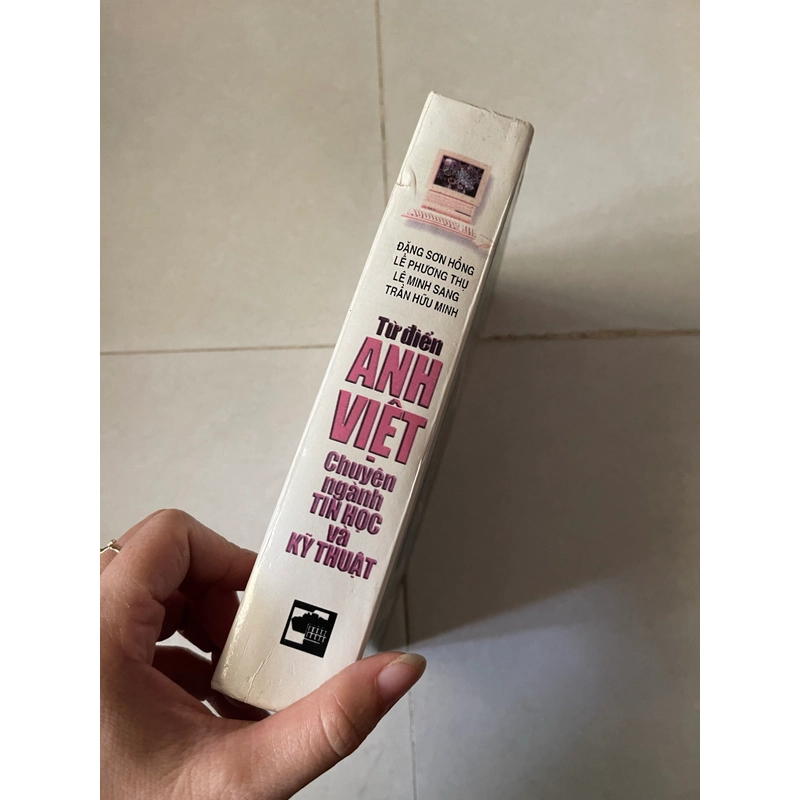 ĐẶNG SƠN HỒNG
LÊ PHƯƠNG THỤ
LÊ MINH SANG
TRẦN HỮU MINH
Từ điển
ANH
VIỆT
Chuyên
ngành
TIN HỌC
và
KỸ THUẬT